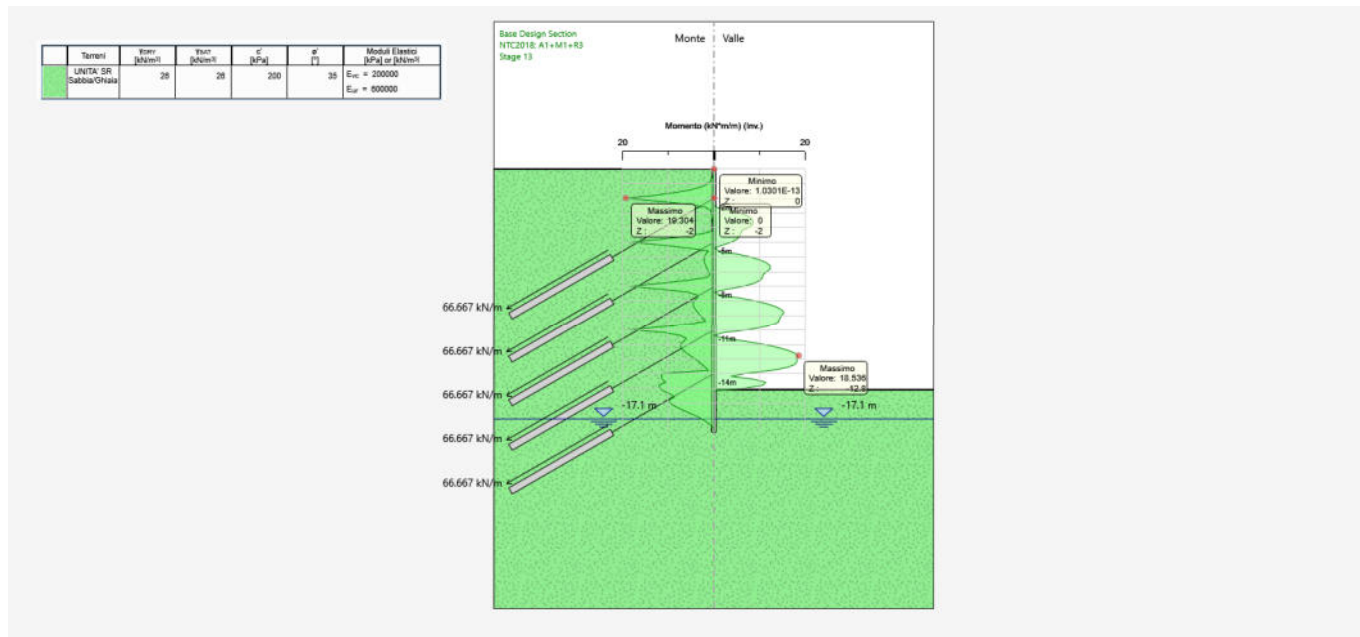 Terreni γDRY [kN/m³] γSAT [kN/m³] c' [kPa] ø' [°] Moduli Elastici [kPa] or [kN/m³]
UNITA' SR Sabbia/Ghiaia 26 26 200 35 Evc = 200000
Eur = 600000
Base Design Section
NTC2018: A1+M1+R3
Stage 13
Monte Valle
Momento (kN*m/m) (Inv.)
20 20
Minimo
Valore: 1.0301E-13
Z : 0
Massimo
Valore: 19.304
Z : -2
Minimo
Valore: 0
Z : -2
-5m
-8m
66.667 kN/m
-11m
66.667 kN/m
Massimo
Valore: 18.536
Z : -12.8
-14m
66.667 kN/m
-17.1 m -17.1 m
66.667 kN/m
66.667 kN/m